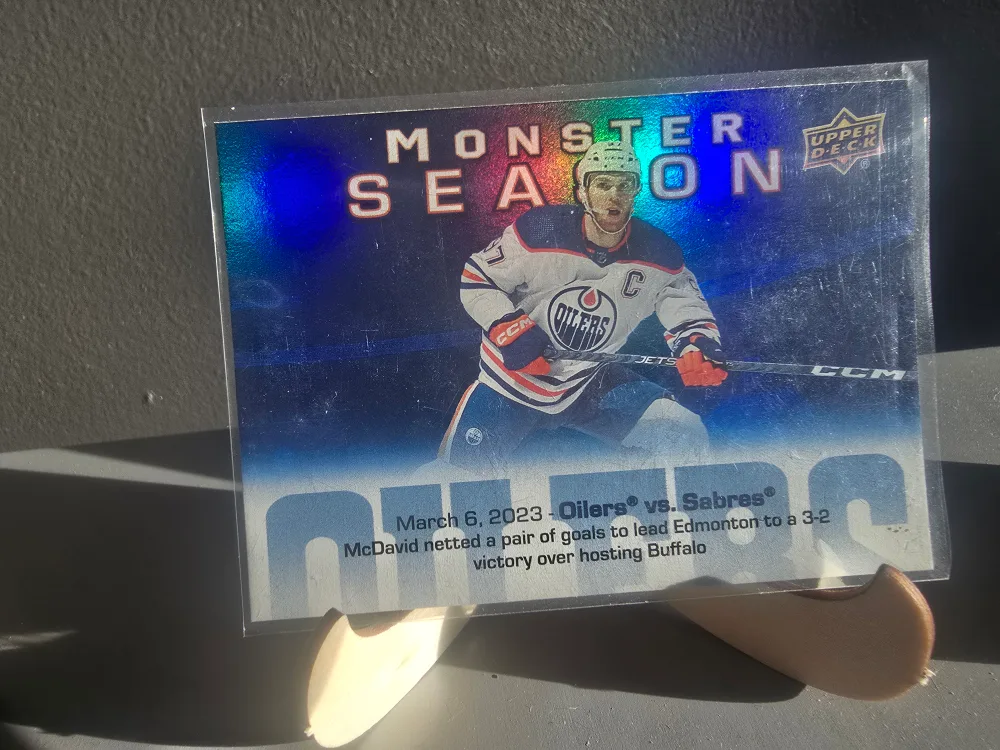 MONSTER
SEASON
UPPER
D·E·C·K
97
C
OILERS
CCM
JETS
CCM
OILERS
March 6, 2023 - Oilers® vs. Sabres®
McDavid netted a pair of goals to lead Edmonton to a 3-2
victory over hosting Buffalo